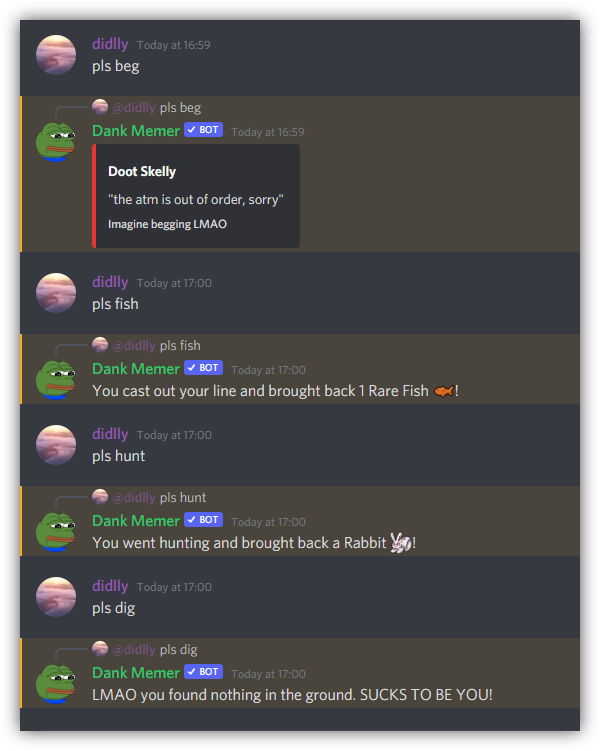 didlly Today at 16:59
pls beg
@didlly pls beg
Dank Memer BOT Today at 16:59
Doot Skelly
"the atm is out of order, sorry"
Imagine begging LMAO
didlly Today at 17:00
pls fish
@didlly pls fish
Dank Memer BOT Today at 17:00
You cast out your line and brought back 1 Rare Fish !
didlly Today at 17:00
pls hunt
@didlly pls hunt
Dank Memer BOT Today at 17:00
You went hunting and brought back a Rabbit !
didlly Today at 17:00
pls dig
@didlly pls dig
Dank Memer BOT Today at 17:00
LMAO you found nothing in the ground. SUCKS TO BE YOU!